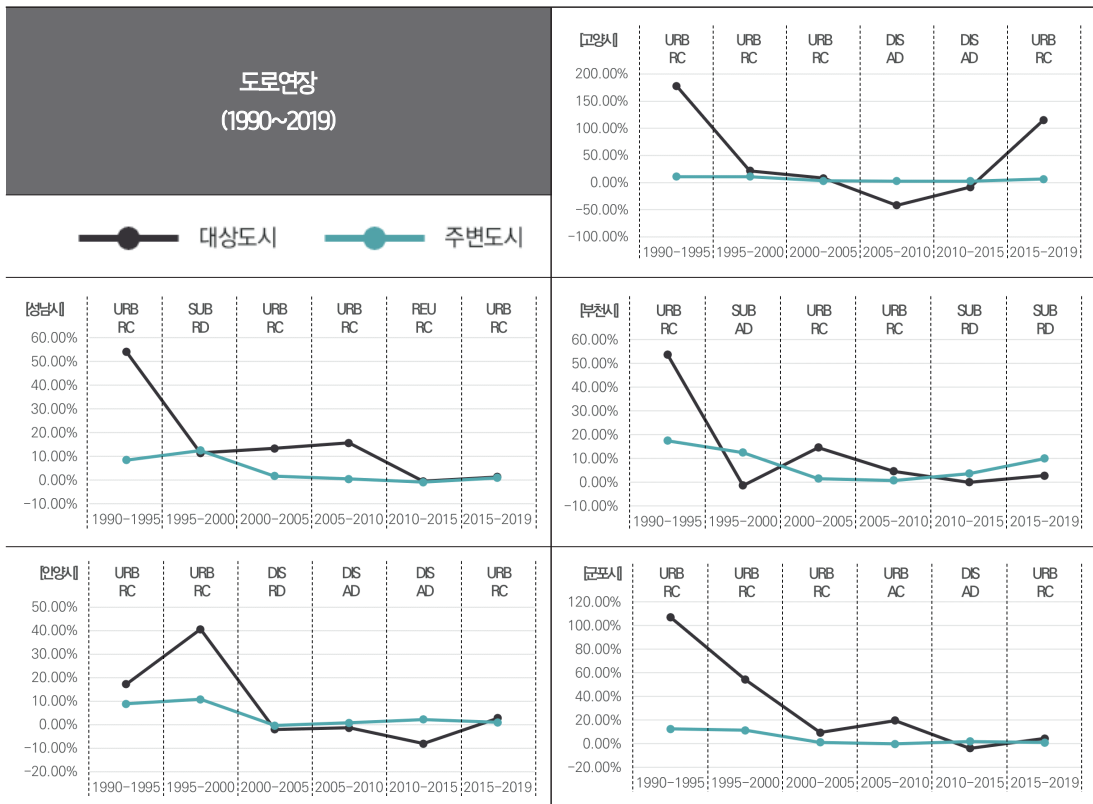 도로연장
(1990~2019)
대상도시
주변도시
[고양시]
URB URB URB DIS DIS URB
RC RC RC AD AD RC
200.00%
150.00%
100.00%
50.00%
0.00%
-50.00%
-100.00%
1990-1995 1995-2000 2000-2005 2005-2010 2010-2015 2015-2019
[성남시]
URB SUB URB URB REU URB
RC RD RC RC RC RC
60.00%
50.00%
40.00%
30.00%
20.00%
10.00%
0.00%
-10.00%
1990-1995 1995-2000 2000-2005 2005-2010 2010-2015 2015-2019
[부천시]
URB SUB URB URB SUB SUB
RC AD RC RC RD RD
60.00%
50.00%
40.00%
30.00%
20.00%
10.00%
0.00%
-10.00%
1990-1995 1995-2000 2000-2005 2005-2010 2010-2015 2015-2019
[안양시]
URB URB DIS DIS DIS URB
RC RC RD AD AD RC
50.00%
40.00%
30.00%
20.00%
10.00%
0.00%
-10.00%
-20.00%
1990-1995 1995-2000 2000-2005 2005-2010 2010-2015 2015-2019
[군포시]
URB URB URB URB DIS URB
RC RC RC AC AD RC
120.00%
100.00%
80.00%
60.00%
40.00%
20.00%
0.00%
-20.00%
1990-1995 1995-2000 2000-2005 2005-2010 2010-2015 2015-2019